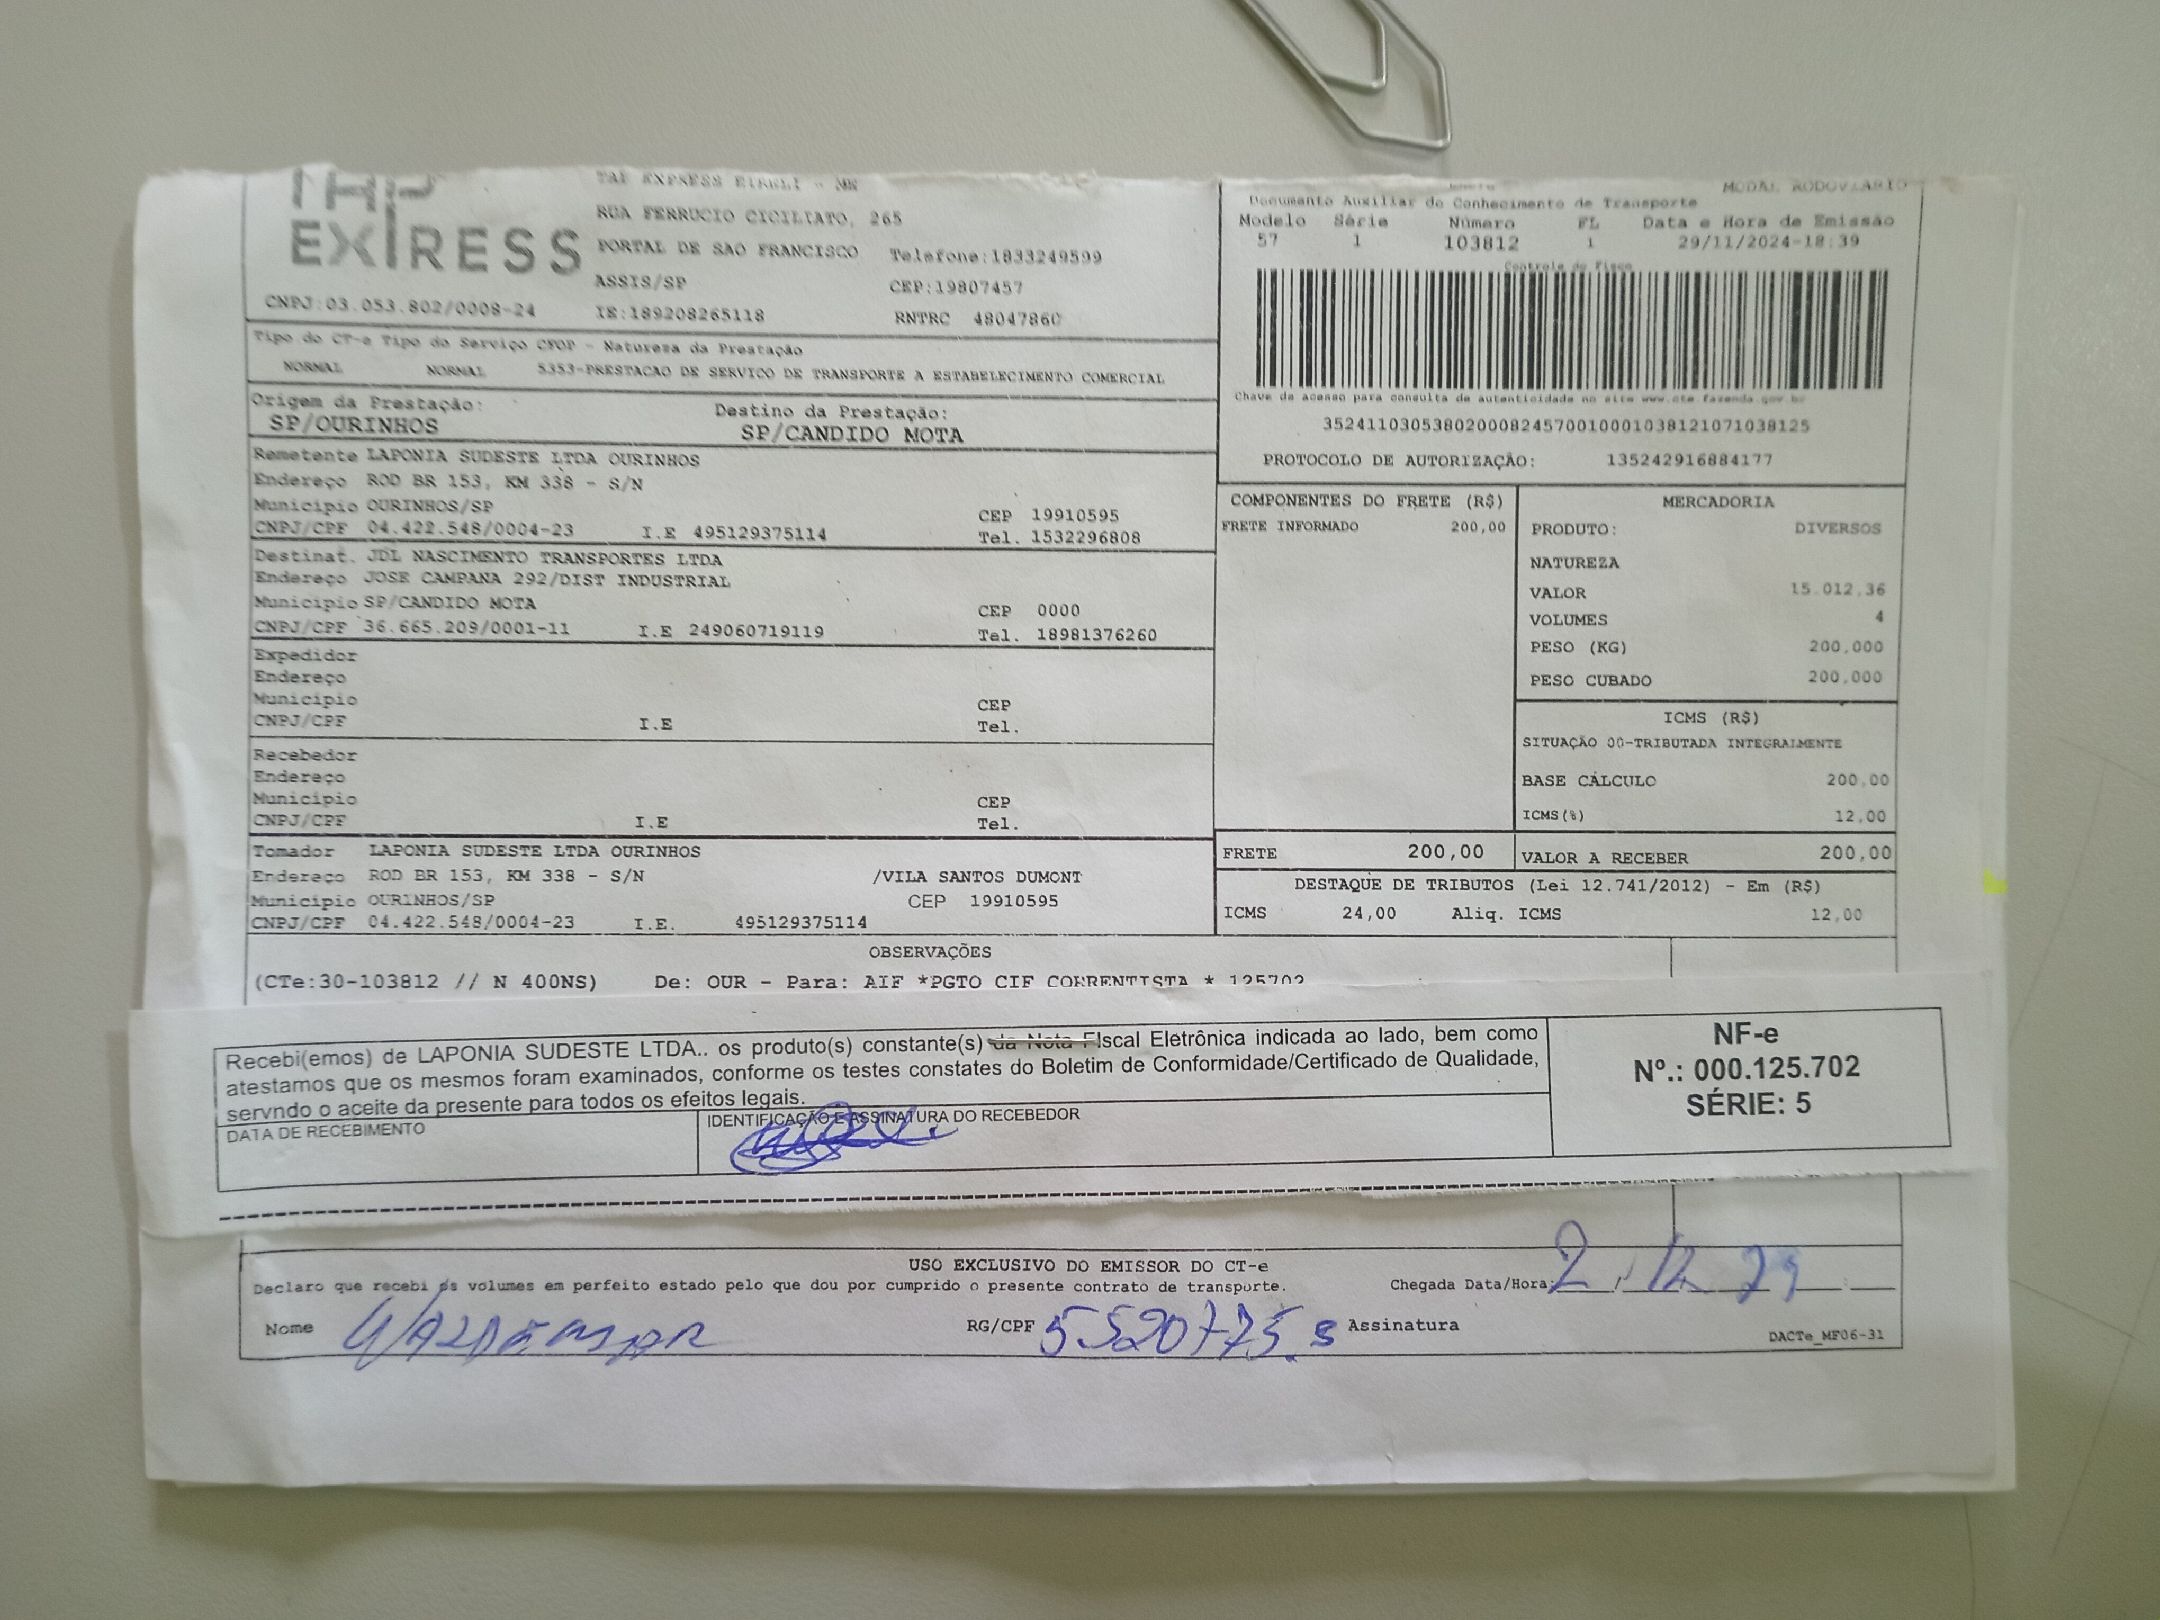 EXPRESS
RUA FERRUCIO CICILIATO, 265
PORTAL DE SAO FRANCISCO Telefone:1833249599
ASSIS/SP CEP:19807457
CNPJ:03.053.802/0008-24 IE:189208265118 RNTRC 48047860
MODAL RODOVIARIO
Documento Auxiliar do Conhecimento de Transporte
Modelo Série Número FL Data e Hora de Emissão
57 1 103812 1 29/11/2024-18:39
Controle do Fisco
Chave de acesso para consulta de autenticidade no site www.cte.fazenda.gov.br
35241103053802000824570010001038121071038125
PROTOCOLO DE AUTORIZAÇÃO: 135242916884177
Tipo do CT-e Tipo do Serviço CFOP - Natureza da Prestação
NORMAL NORMAL 5353-PRESTACAO DE SERVICO DE TRANSPORTE A ESTABELECIMENTO COMERCIAL
Origem da Prestação: Destino da Prestação:
SP/OURINHOS SP/CANDIDO MOTA
Remetente LAPONIA SUDESTE LTDA OURINHOS
Endereço ROD BR 153, KM 338 - S/N
Município OURINHOS/SP CEP 19910595
CNPJ/CPF 04.422.548/0004-23 I.E 495129375114 Tel. 1532296808
Destinat. JDL NASCIMENTO TRANSPORTES LTDA
Endereço JOSE CAMPANA 292/DIST INDUSTRIAL
Município SP/CANDIDO MOTA CEP 0000
CNPJ/CPF 36.665.209/0001-11 I.E 249060719119 Tel. 18981376260
Expedidor
Endereço
Município CEP
CNPJ/CPF I.E Tel.
Recebedor
Endereço
Município CEP
CNPJ/CPF I.E Tel.
Tomador LAPONIA SUDESTE LTDA OURINHOS
Endereço ROD BR 153, KM 338 - S/N /VILA SANTOS DUMONT
Município OURINHOS/SP CEP 19910595
CNPJ/CPF 04.422.548/0004-23 I.E. 495129375114
COMPONENTES DO FRETE (R$)
FRETE INFORMADO 200,00
MERCADORIA
PRODUTO: DIVERSOS
NATUREZA
VALOR 15.012,36
VOLUMES 4
PESO (KG) 200,000
PESO CUBADO 200,000
ICMS (R$)
SITUAÇÃO 00-TRIBUTADA INTEGRALMENTE
BASE CÁLCULO 200,00
ICMS(%) 12,00
FRETE 200,00 VALOR A RECEBER 200,00
DESTAQUE DE TRIBUTOS (Lei 12.741/2012) - Em (R$)
ICMS 24,00 Aliq. ICMS 12,00
OBSERVAÇÕES
(CTe:30-103812 // N 400NS) De: OUR - Para: AIF *PGTO CIF CORRENTISTA * 125702
Recebi(emos) de LAPONIA SUDESTE LTDA.. os produto(s) constante(s) da Nota FIscal Eletrônica indicada ao lado, bem como
atestamos que os mesmos foram examinados, conforme os testes constates do Boletim de Conformidade/Certificado de Qualidade,
servndo o aceite da presente para todos os efeitos legais.
DATA DE RECEBIMENTO IDENTIFICAÇÃO E ASSINATURA DO RECEBEDOR
NF-e
Nº.: 000.125.702
SÉRIE: 5
USO EXCLUSIVO DO EMISSOR DO CT-e
Declaro que recebi os volumes em perfeito estado pelo que dou por cumprido o presente contrato de transporte. Chegada Data/Hora: 2 / 12
Nome WALDEMAR RG/CPF 5520775.8 Assinatura
DACTe_MF06-31